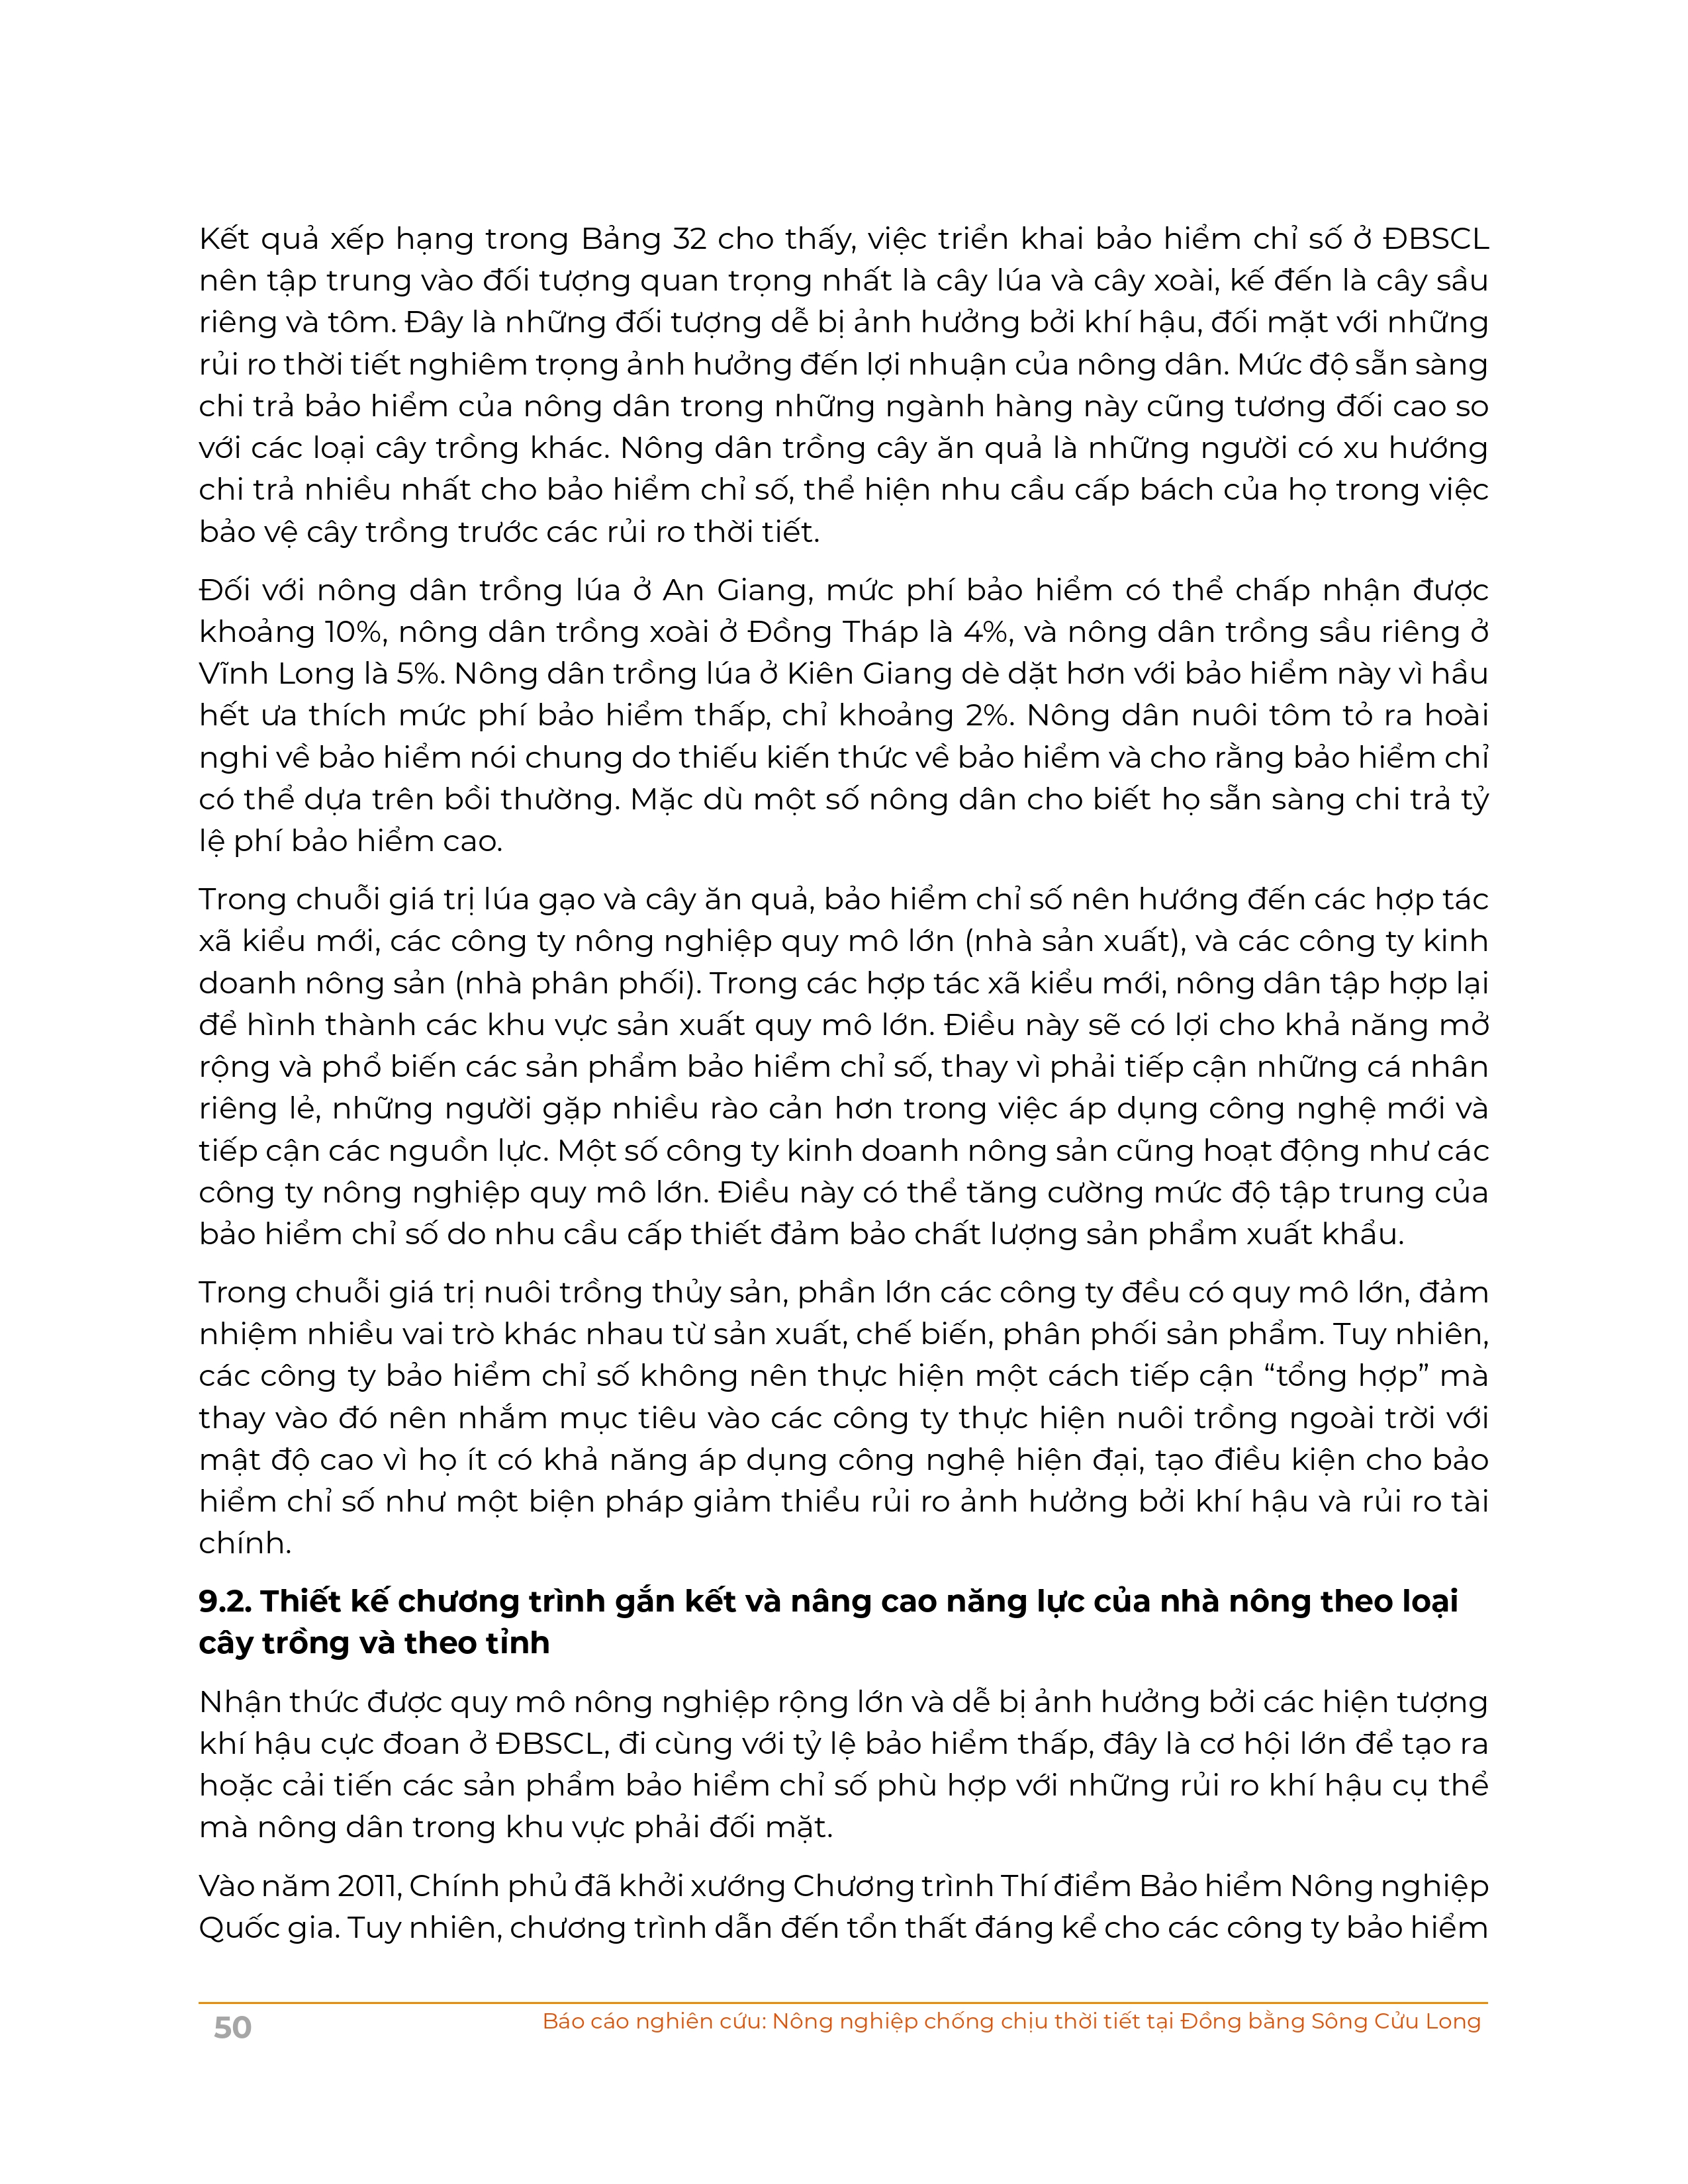 Kết quả xếp hạng trong Bảng 32 cho thấy, việc triển khai bảo hiểm chỉ số ở ĐBSCL
nên tập trung vào đối tượng quan trọng nhất là cây lúa và cây xoài, kế đến là cây sầu
riêng và tôm. Đây là những đối tượng dễ bị ảnh hưởng bởi khí hậu, đối mặt với những
rủi ro thời tiết nghiêm trọng ảnh hưởng đến lợi nhuận của nông dân. Mức độ sẵn sàng
chi trả bảo hiểm của nông dân trong những ngành hàng này cũng tương đối cao so
với các loại cây trồng khác. Nông dân trồng cây ăn quả là những người có xu hướng
chi trả nhiều nhất cho bảo hiểm chỉ số, thể hiện nhu cầu cấp bách của họ trong việc
bảo vệ cây trồng trước các rủi ro thời tiết.
Đối với nông dân trồng lúa ở An Giang, mức phí bảo hiểm có thể chấp nhận được
khoảng 10%, nông dân trồng xoài ở Đồng Tháp là 4%, và nông dân trồng sầu riêng ở
Vĩnh Long là 5%. Nông dân trồng lúa ở Kiên Giang dè dặt hơn với bảo hiểm này vì hầu
hết ưa thích mức phí bảo hiểm thấp, chỉ khoảng 2%. Nông dân nuôi tôm tỏ ra hoài
nghi về bảo hiểm nói chung do thiếu kiến thức về bảo hiểm và cho rằng bảo hiểm chỉ
có thể dựa trên bồi thường. Mặc dù một số nông dân cho biết họ sẵn sàng chi trả tỷ
lệ phí bảo hiểm cao.
Trong chuỗi giá trị lúa gạo và cây ăn quả, bảo hiểm chỉ số nên hướng đến các hợp tác
xã kiểu mới, các công ty nông nghiệp quy mô lớn (nhà sản xuất), và các công ty kinh
doanh nông sản (nhà phân phối). Trong các hợp tác xã kiểu mới, nông dân tập hợp lại
để hình thành các khu vực sản xuất quy mô lớn. Điều này sẽ có lợi cho khả năng mở
rộng và phổ biến các sản phẩm bảo hiểm chỉ số, thay vì phải tiếp cận những cá nhân
riêng lẻ, những người gặp nhiều rào cản hơn trong việc áp dụng công nghệ mới và
tiếp cận các nguồn lực. Một số công ty kinh doanh nông sản cũng hoạt động như các
công ty nông nghiệp quy mô lớn. Điều này có thể tăng cường mức độ tập trung của
bảo hiểm chỉ số do nhu cầu cấp thiết đảm bảo chất lượng sản phẩm xuất khẩu.
Trong chuỗi giá trị nuôi trồng thủy sản, phần lớn các công ty đều có quy mô lớn, đảm
nhiệm nhiều vai trò khác nhau từ sản xuất, chế biến, phân phối sản phẩm. Tuy nhiên,
các công ty bảo hiểm chỉ số không nên thực hiện một cách tiếp cận “tổng hợp” mà
thay vào đó nên nhắm mục tiêu vào các công ty thực hiện nuôi trồng ngoài trời với
mật độ cao vì họ ít có khả năng áp dụng công nghệ hiện đại, tạo điều kiện cho bảo
hiểm chỉ số như một biện pháp giảm thiểu rủi ro ảnh hưởng bởi khí hậu và rủi ro tài
chính.
9.2. Thiết kế chương trình gắn kết và nâng cao năng lực của nhà nông theo loại
cây trồng và theo tỉnh
Nhận thức được quy mô nông nghiệp rộng lớn và dễ bị ảnh hưởng bởi các hiện tượng
khí hậu cực đoan ở ĐBSCL, đi cùng với tỷ lệ bảo hiểm thấp, đây là cơ hội lớn để tạo ra
hoặc cải tiến các sản phẩm bảo hiểm chỉ số phù hợp với những rủi ro khí hậu cụ thể
mà nông dân trong khu vực phải đối mặt.
Vào năm 2011, Chính phủ đã khởi xướng Chương trình Thí điểm Bảo hiểm Nông nghiệp
Quốc gia. Tuy nhiên, chương trình dẫn đến tổn thất đáng kể cho các công ty bảo hiểm
50
Báo cáo nghiên cứu: Nông nghiệp chống chịu thời tiết tại Đồng bằng Sông Cửu Long